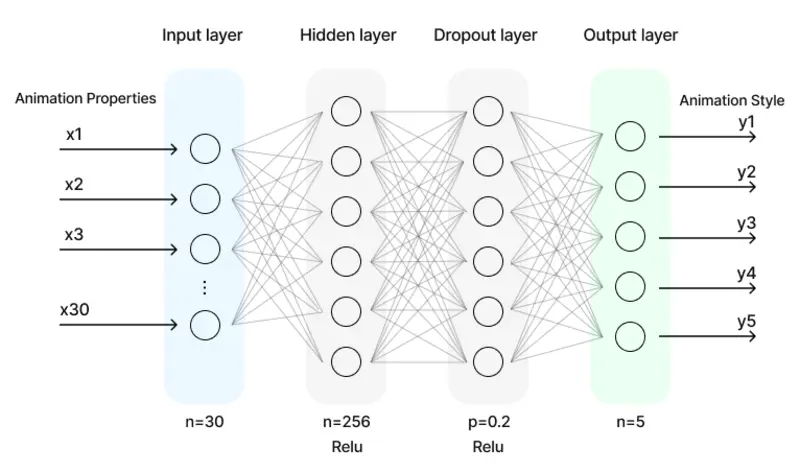 Input layer
Hidden layer
Dropout layer
Output layer
Animation Properties
Animation Style
x1
x2
x3
x30
y1
y2
y3
y4
y5
n=30
n=256
p=0.2
n=5
Relu
Relu